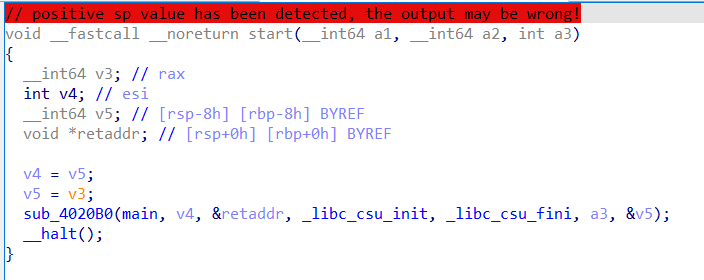 // positive sp value has been detected, the output may be wrong!
void __fastcall __noreturn start(__int64 a1, __int64 a2, int a3)
{
  __int64 v3; // rax
  int v4; // esi
  __int64 v5; // [rsp-8h] [rbp-8h] BYREF
  void *retaddr; // [rsp+0h] [rbp+0h] BYREF

  v4 = v5;
  v5 = v3;
  sub_4020B0(main, v4, &retaddr, _libc_csu_init, _libc_csu_fini, a3, &v5);
  __halt();
}